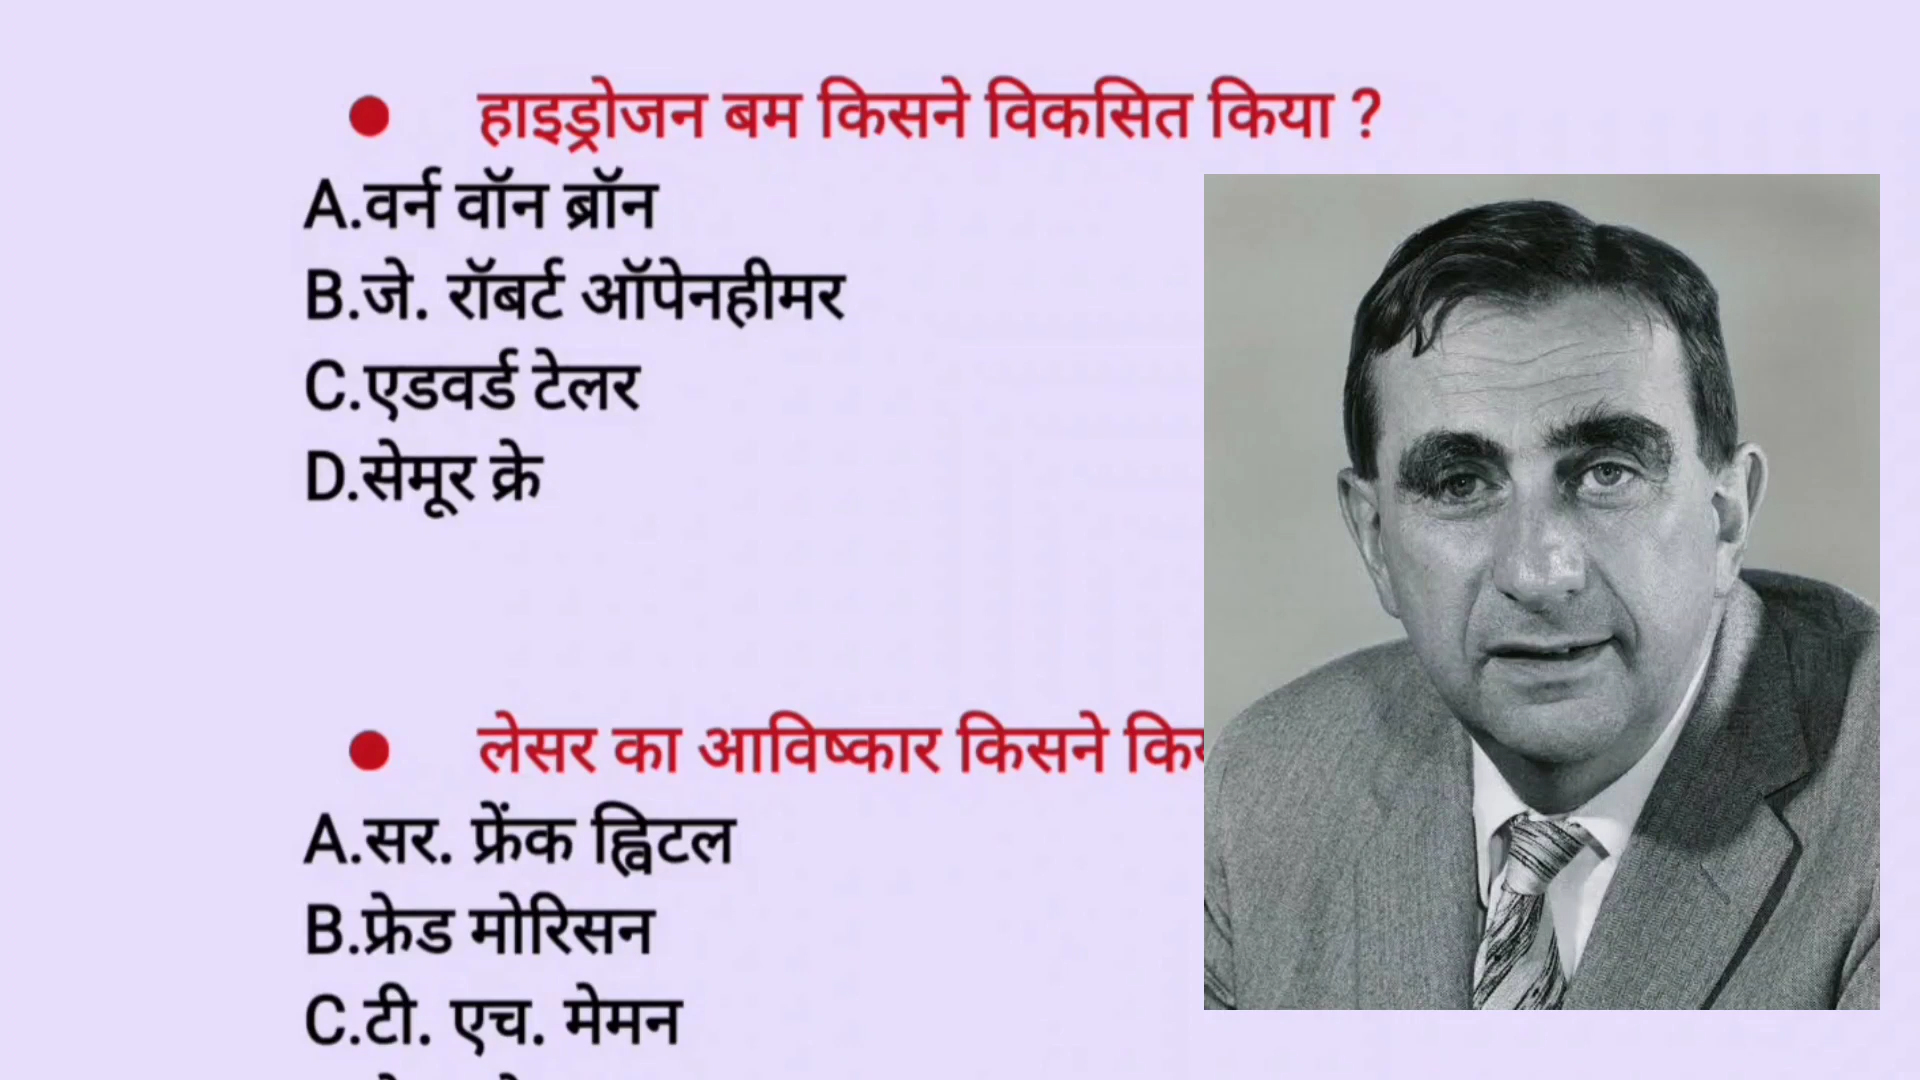 ● हाइड्रोजन बम किसने विकसित किया ?
A.वर्न वॉन ब्रॉन
B.जे. रॉबर्ट ऑपेनहीमर
C.एडवर्ड टेलर
D.सेमूर क्रे
● लेसर का आविष्कार किसने
A.सर. फ्रेंक ह्विटल
B.फ्रेड मोरिसन
C.टी. एच. मेमन